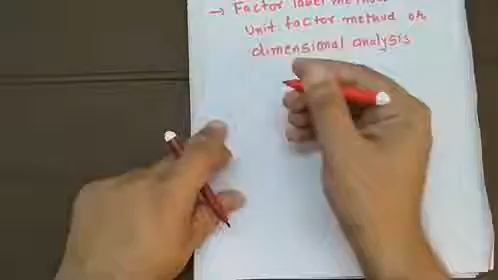 → Factor label method
Unit factor method or
dimensional analysis